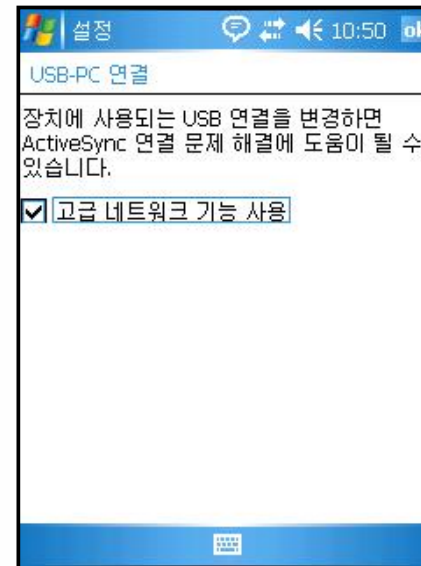 설정 10:50 ok
USB-PC 연결
장치에 사용되는 USB 연결을 변경하면
ActiveSync 연결 문제 해결에 도움이 될 수
있습니다.
고급 네트워크 기능 사용